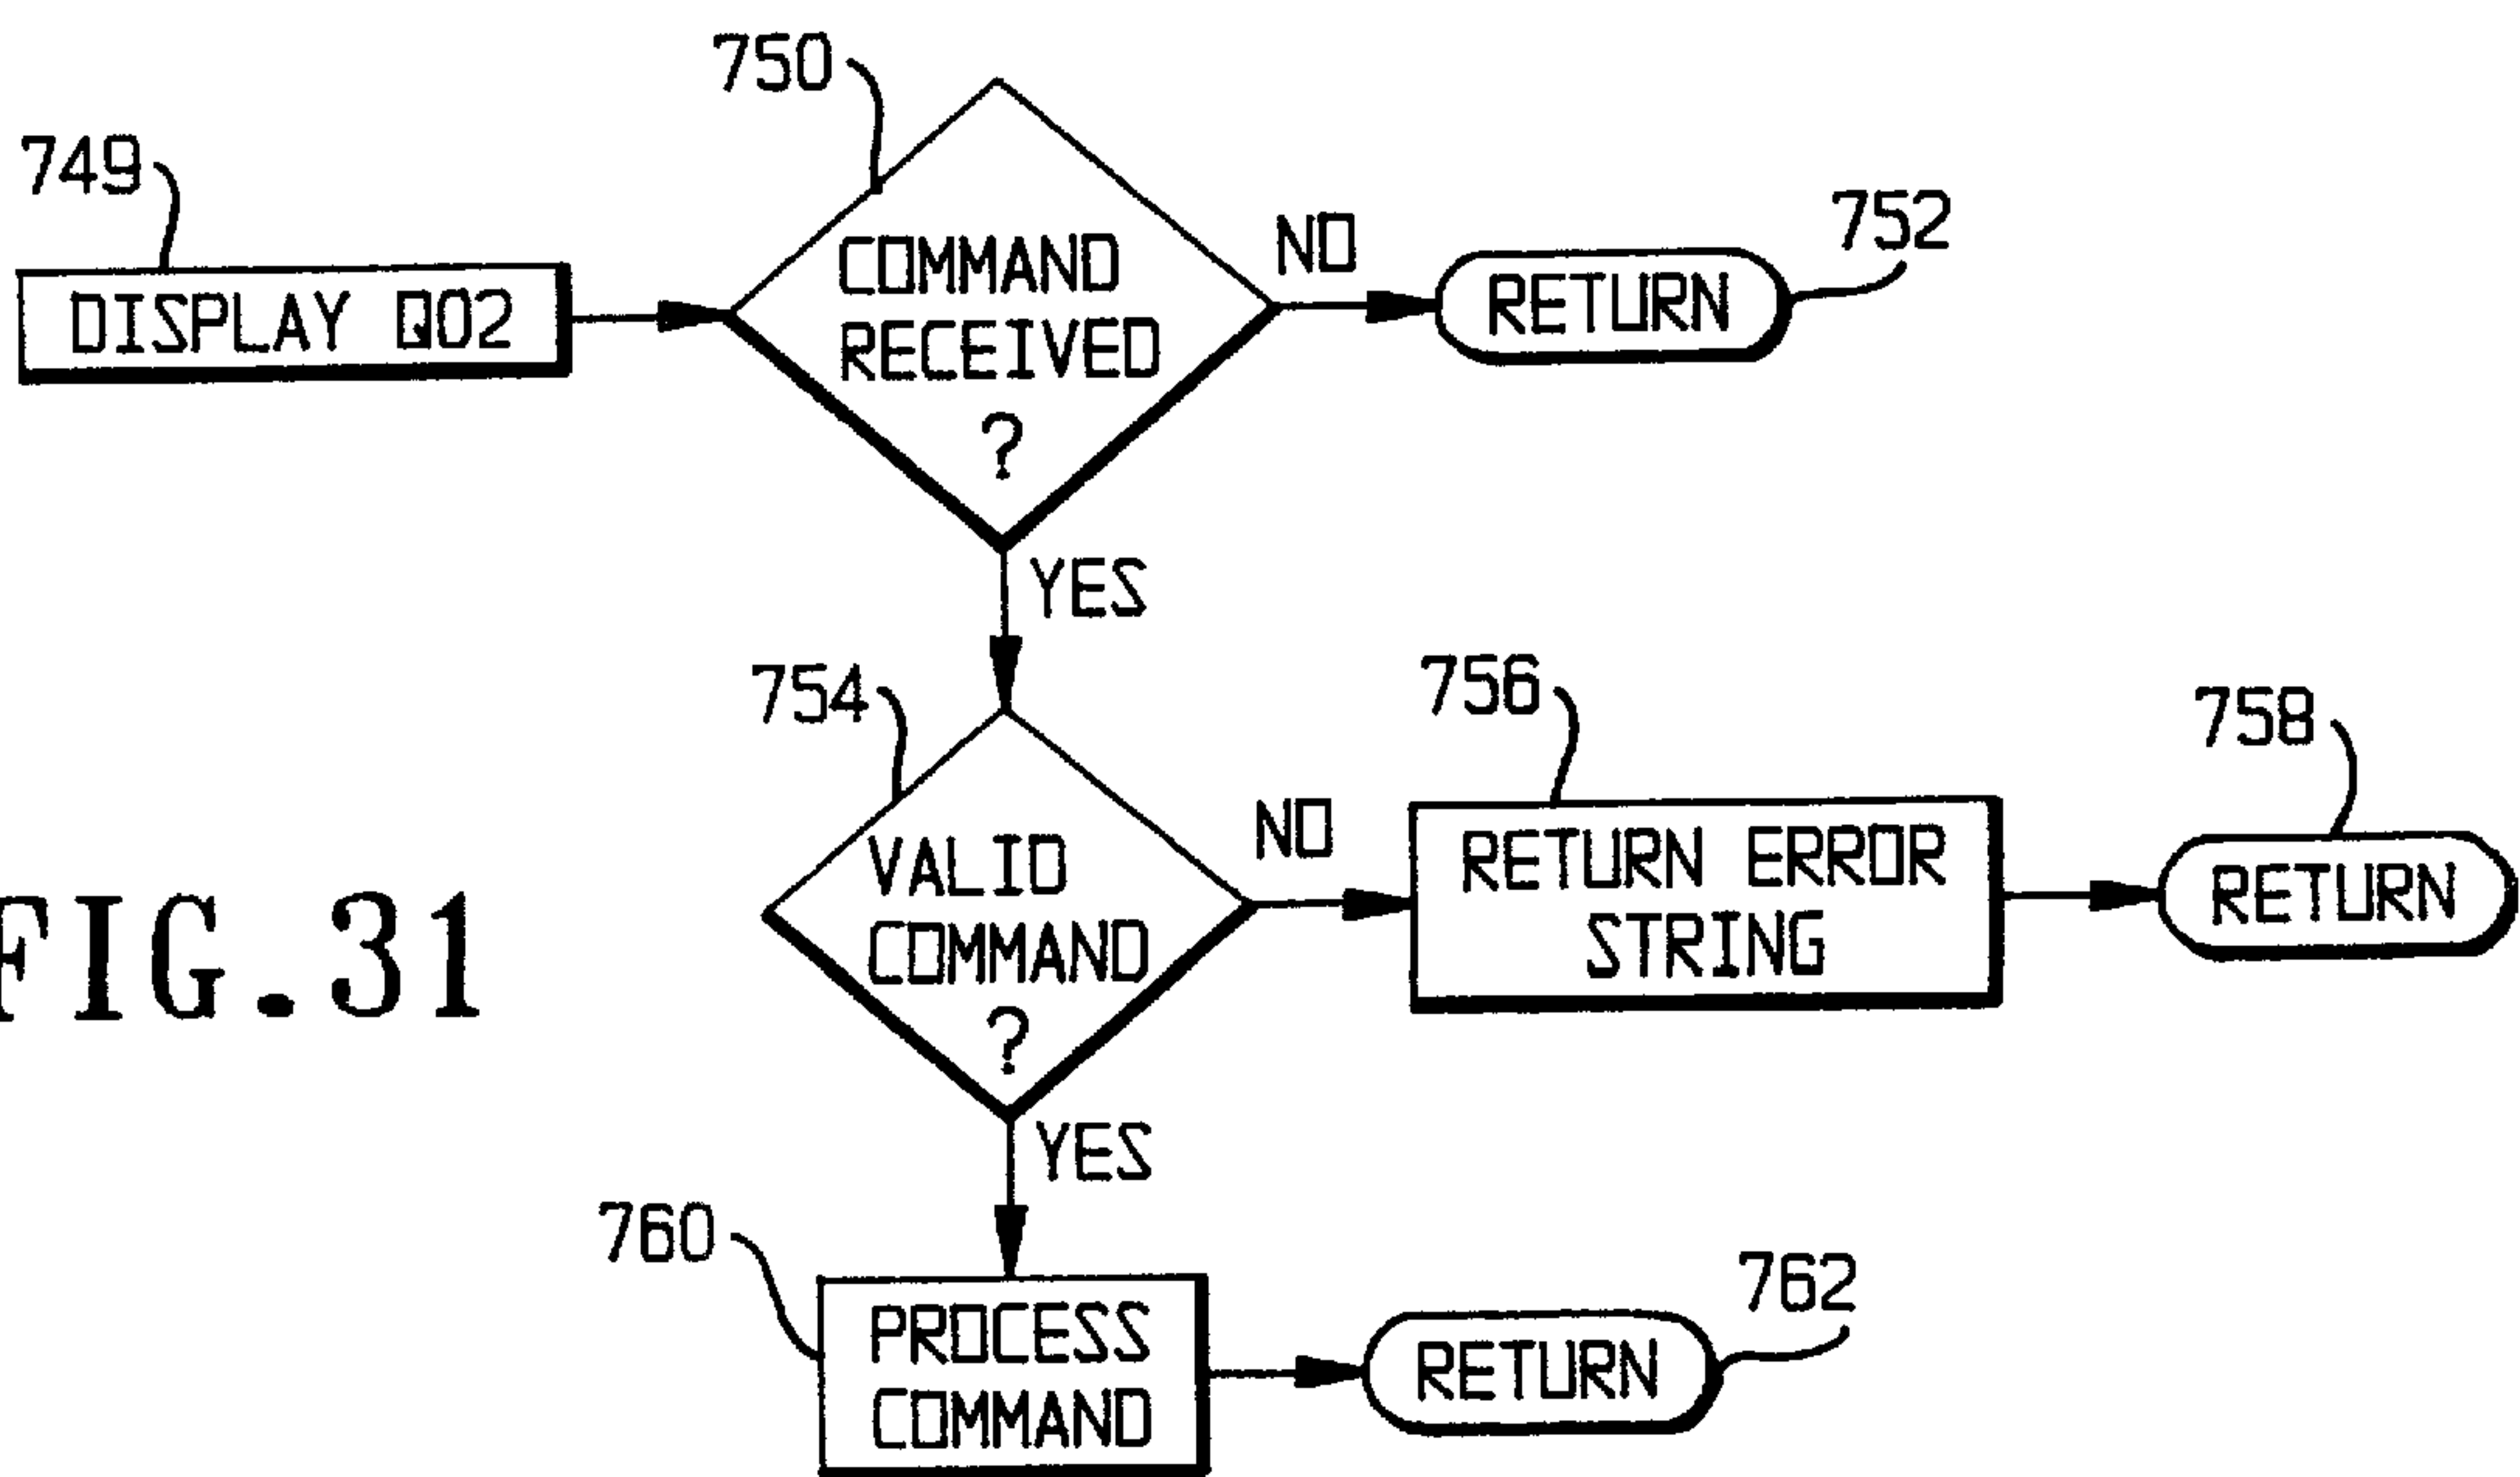 750
749
DISPLAY Q02
COMMAND
RECEIVED
?
NO
752
RETURN
YES
754
VALID
COMMAND
?
NO
756
RETURN ERROR
STRING
758
RETURN
FIG.31
YES
760
PROCESS
COMMAND
762
RETURN